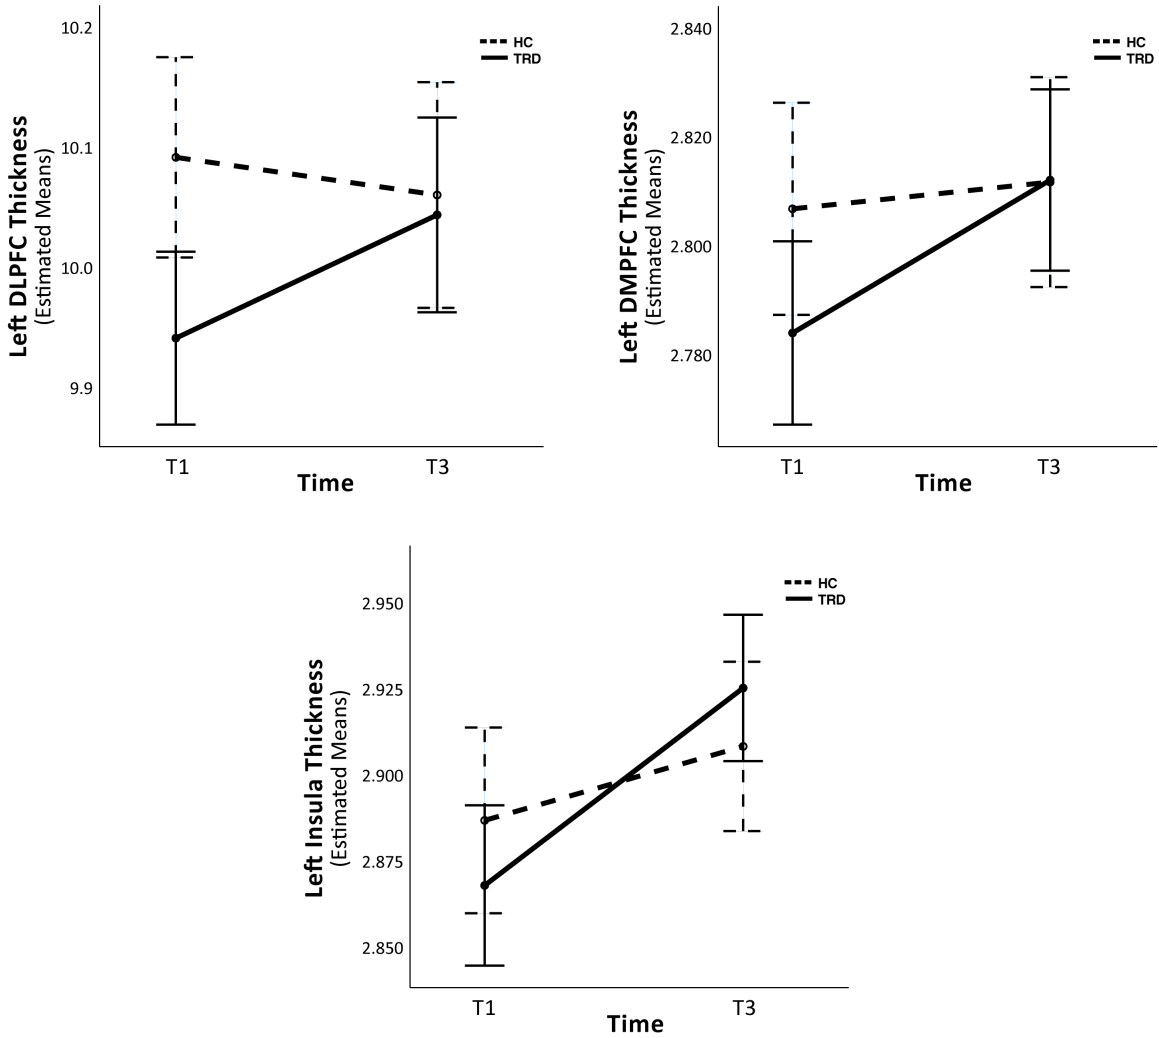 Left DLPFC Thickness
(Estimated Means)
10.2
10.1
10.0
9.9
HC
TRD
T1
T3
Time
Left DMPFC Thickness
(Estimated Means)
2.840
2.820
2.800
2.780
HC
TRD
T1
T3
Time
Left Insula Thickness
(Estimated Means)
2.950
2.925
2.900
2.875
2.850
HC
TRD
T1
T3
Time